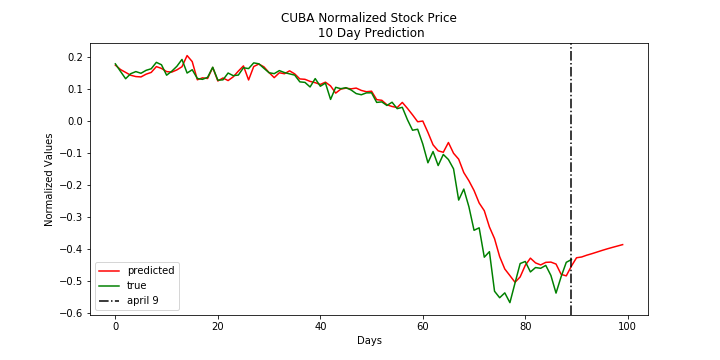 CUBA Normalized Stock Price
10 Day Prediction
Normalized Values
0.2
0.1
0.0
−0.1
−0.2
−0.3
−0.4
−0.5
−0.6
predicted
true
april 9
0
20
40
60
80
100
Days